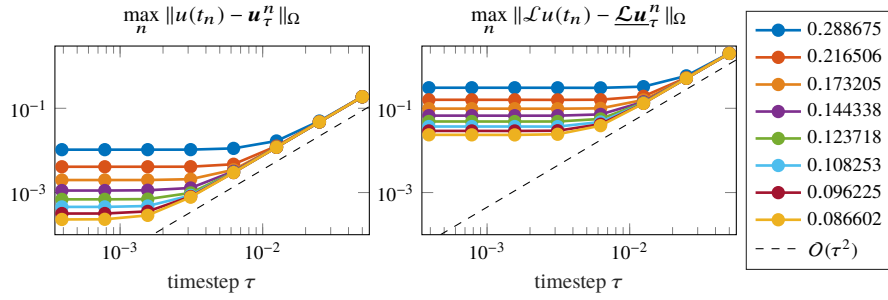 max_n ‖u(t_n) − u_τ^n‖_Ω
10^{-1}
10^{-3}
10^{-3} 10^{-2}
timestep τ
max_n ‖ℒu(t_n) − ℒu_τ^n‖_Ω
10^{-1}
10^{-3}
10^{-3} 10^{-2}
timestep τ
0.288675
0.216506
0.173205
0.144338
0.123718
0.108253
0.096225
0.086602
O(τ^2)